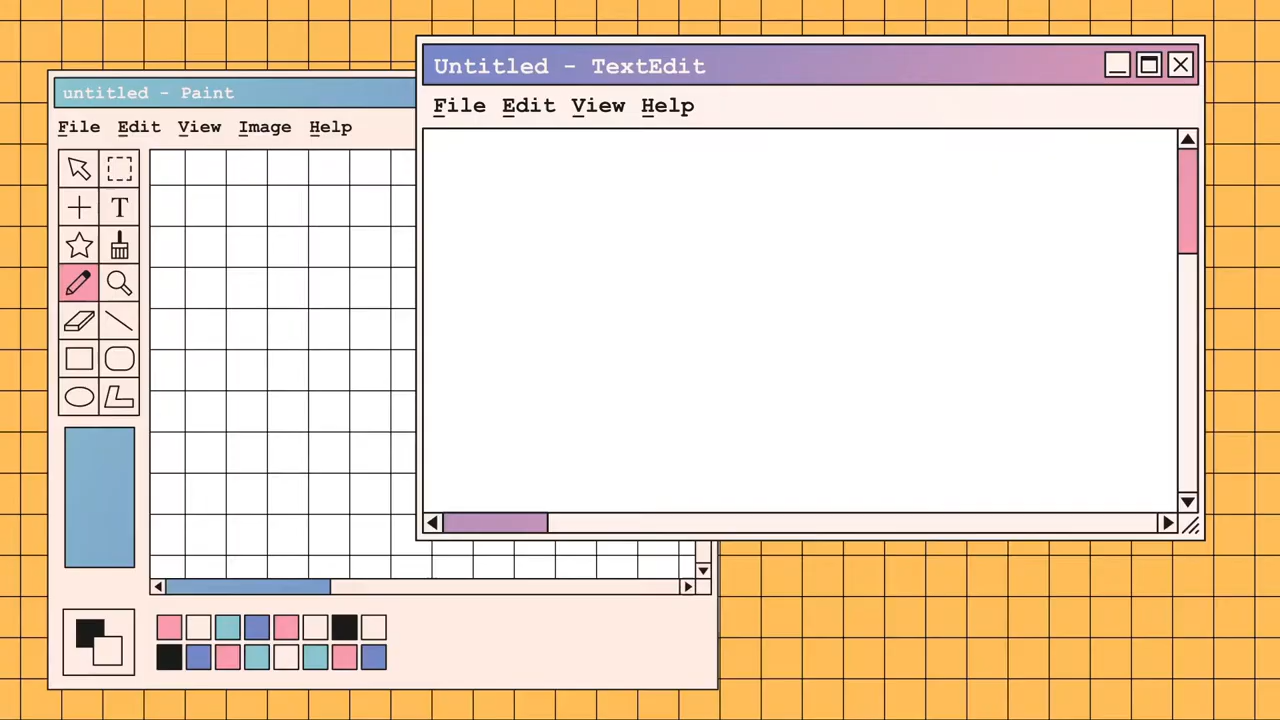 Untitled - TextEdit
File Edit View Help
untitled - Paint
File Edit View Image Help
T